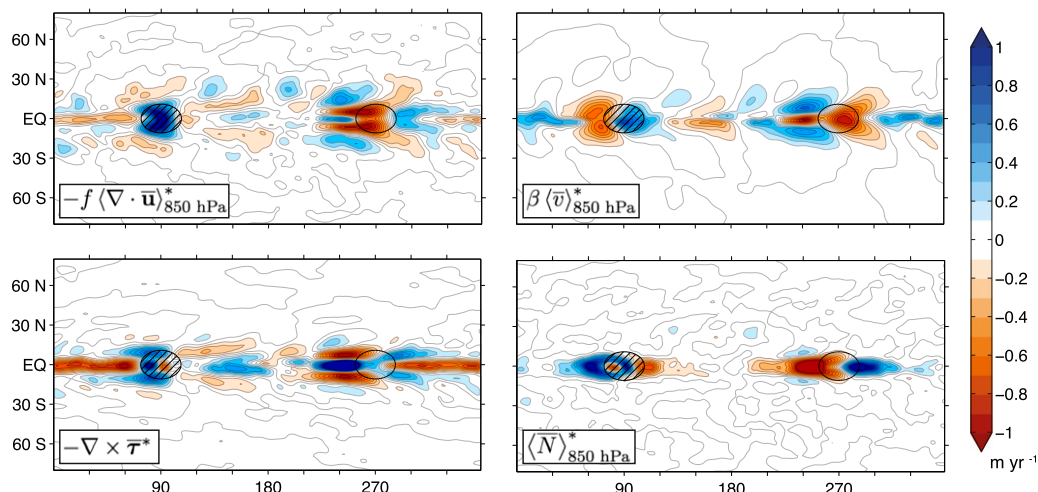 60 N
30 N
EQ
30 S
60 S
−f ⟨∇ · u̅⟩*₈₅₀ hPa
β ⟨v̅⟩*₈₅₀ hPa
60 N
30 N
EQ
30 S
60 S
−∇ × τ̅*
⟨N̅⟩*₈₅₀ hPa
90 180 270
90 180 270
1
0.8
0.6
0.4
0.2
0
−0.2
−0.4
−0.6
−0.8
−1
m yr -1